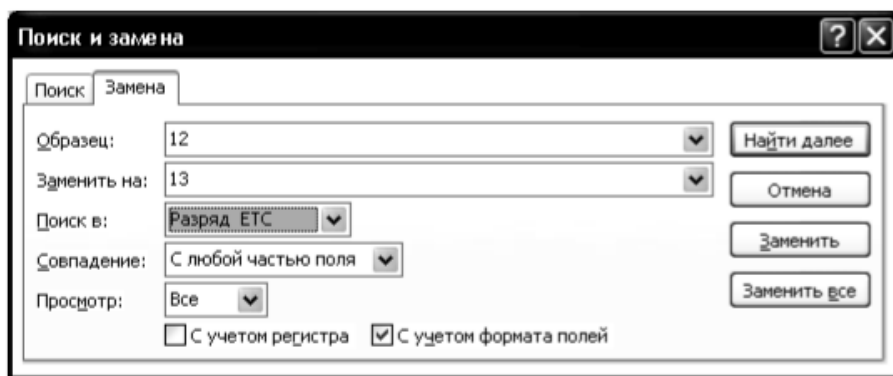 Поиск и замена
Поиск Замена
Образец: 12 Найти далее
Заменить на: 13 Отмена
Поиск в: Разряд ЕТС
Заменить
Совпадение: С любой частью поля
Просмотр: Все Заменить все
С учетом регистра С учетом формата полей